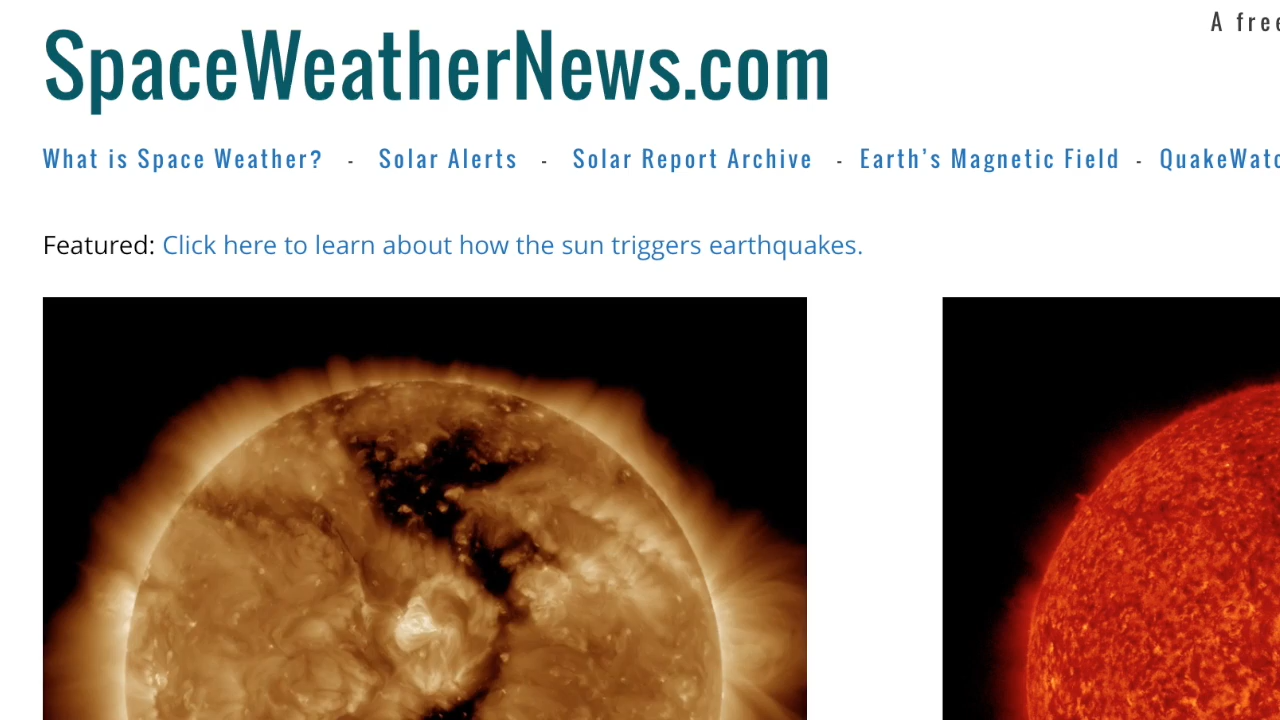 A free
SpaceWeatherNews.com
What is Space Weather? - Solar Alerts - Solar Report Archive - Earth’s Magnetic Field - QuakeWatc
Featured: Click here to learn about how the sun triggers earthquakes.